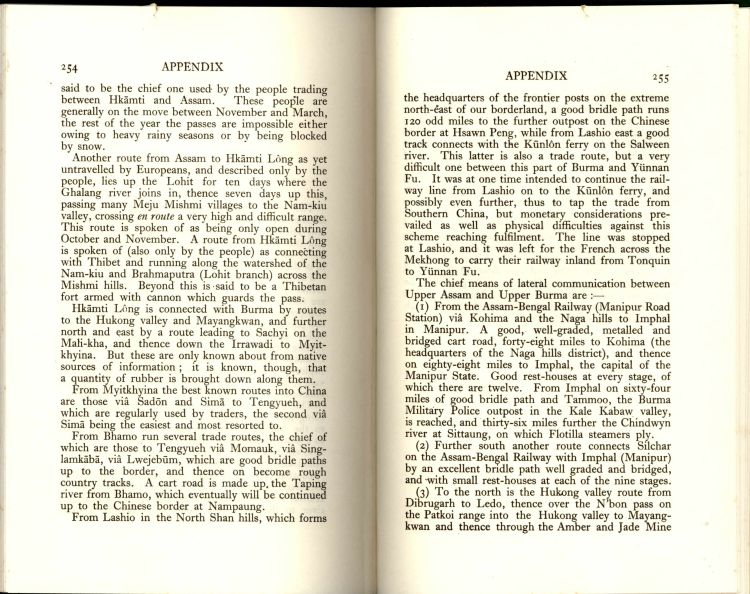 254
APPENDIX
said to be the chief one used by the people trading
between Hkāmti and Assam. These people are
generally on the move between November and March,
the rest of the year the passes are impossible either
owing to heavy rainy seasons or by being blocked
by snow.
Another route from Assam to Hkāmti Lông as yet
untravelled by Europeans, and described only by the
people, lies up the Lohit for ten days where the
Ghalang river joins in, thence seven days up this,
passing many Meju Mishmi villages to the Nam-kiu
valley, crossing en route a very high and difficult range.
This route is spoken of as being only open during
October and November. A route from Hkāmti Lông
is spoken of (also only by the people) as connecting
with Thibet and running along the watershed of the
Nam-kiu and Brahmaputra (Lohit branch) across the
Mishmi hills. Beyond this is said to be a Thibetan
fort armed with cannon which guards the pass.
Hkāmti Lông is connected with Burma by routes
to the Hukong valley and Mayangkwan, and further
north and east by a route leading to Sachyi on the
Mali-kha, and thence down the Irrawadi to Myit-
khyina. But these are only known about from native
sources of information; it is known, though, that
a quantity of rubber is brought down along them.
From Myitkhyina the best known routes into China
are those viâ Sadōn and Simā to Tengyueh, and
which are regularly used by traders, the second viâ
Simā being the easiest and most resorted to.
From Bhamo run several trade routes, the chief of
which are those to Tengyueh viâ Momauk, viâ Sing-
lamkābā, viâ Lwejebūm, which are good bridle paths
up to the border, and thence on become rough
country tracks. A cart road is made up, the Taping
river from Bhamo, which eventually will be continued
up to the Chinese border at Nampaung.
From Lashio in the North Shan hills, which forms
APPENDIX
255
the headquarters of the frontier posts on the extreme
north-east of our borderland, a good bridle path runs
120 odd miles to the further outpost on the Chinese
border at Hsawn Peng, while from Lashio east a good
track connects with the Kūnlôn ferry on the Salween
river. This latter is also a trade route, but a very
difficult one between this part of Burma and Yünnan
Fu. It was at one time intended to continue the rail-
way line from Lashio on to the Kūnlôn ferry, and
possibly even further, thus to tap the trade from
Southern China, but monetary considerations pre-
vailed as well as physical difficulties against this
scheme reaching fulfilment. The line was stopped
at Lashio, and it was left for the French across the
Mekhong to carry their railway inland from Tonquin
to Yünnan Fu.
The chief means of lateral communication between
Upper Assam and Upper Burma are :—
(1) From the Assam-Bengal Railway (Manipur Road
Station) viâ Kohima and the Naga hills to Imphal
in Manipur. A good, well-graded, metalled and
bridged cart road, forty-eight miles to Kohima (the
headquarters of the Naga hills district), and thence
on eighty-eight miles to Imphal, the capital of the
Manipur State. Good rest-houses at every stage, of
which there are twelve. From Imphal on sixty-four
miles of good bridle path and Tammoo, the Burma
Military Police outpost in the Kale Kabaw valley,
is reached, and thirty-six miles further the Chindwyn
river at Sittaung, on which Flotilla steamers ply.
(2) Further south another route connects Silchar
on the Assam-Bengal Railway with Imphal (Manipur)
by an excellent bridle path well graded and bridged,
and with small rest-houses at each of the nine stages.
(3) To the north is the Hukong valley route from
Dibrugarh to Ledo, thence over the N'bon pass on
the Patkoi range into the Hukong valley to Mayang-
kwan and thence through the Amber and Jade Mine